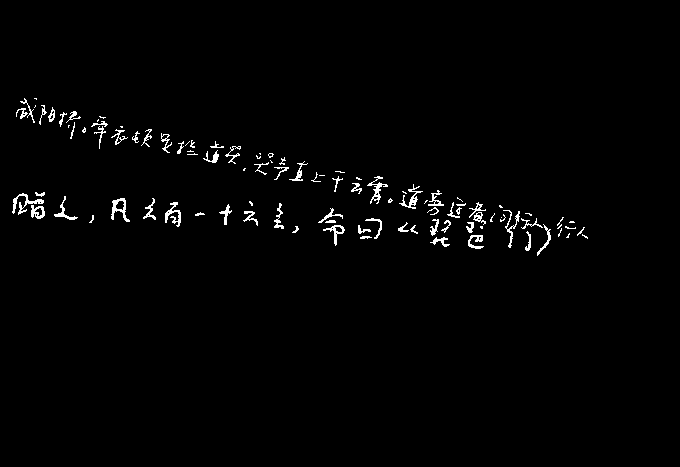 咸阳桥。牵衣顿足拦道哭,哭声直上干云霄。道旁过者问行人,行人
赠之,凡六百一十六言,命曰《琵琶行》